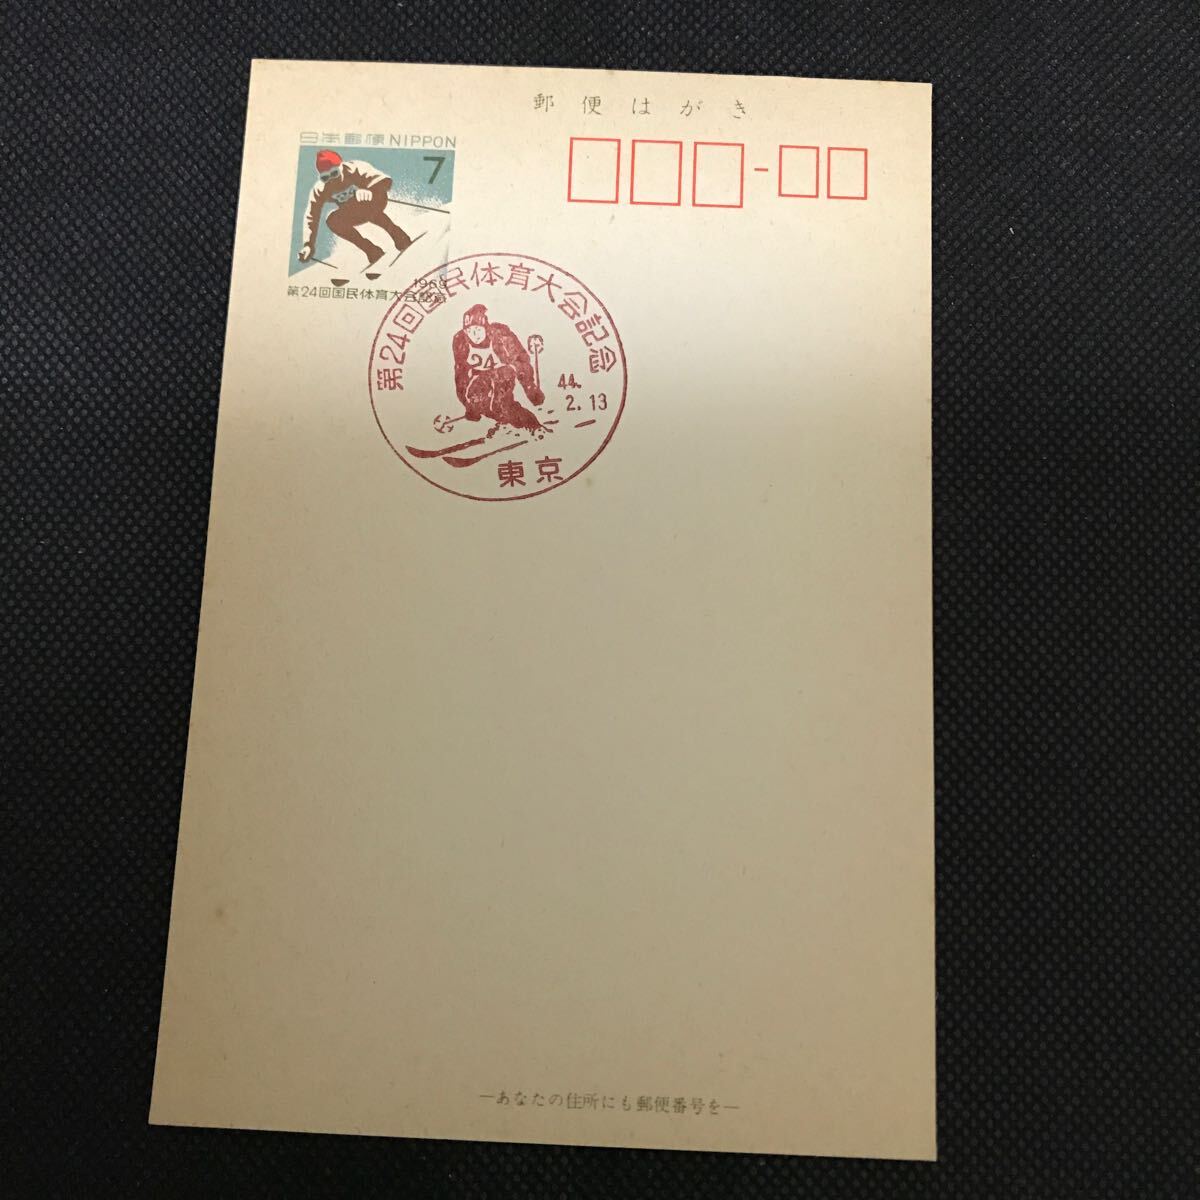 郵便はがき
日本郵便 NIPPON
7
1969
第24回国民体育大会記念
第24回国民体育大会記念
24
44.
2.13
東京
―あなたの住所にも郵便番号を―